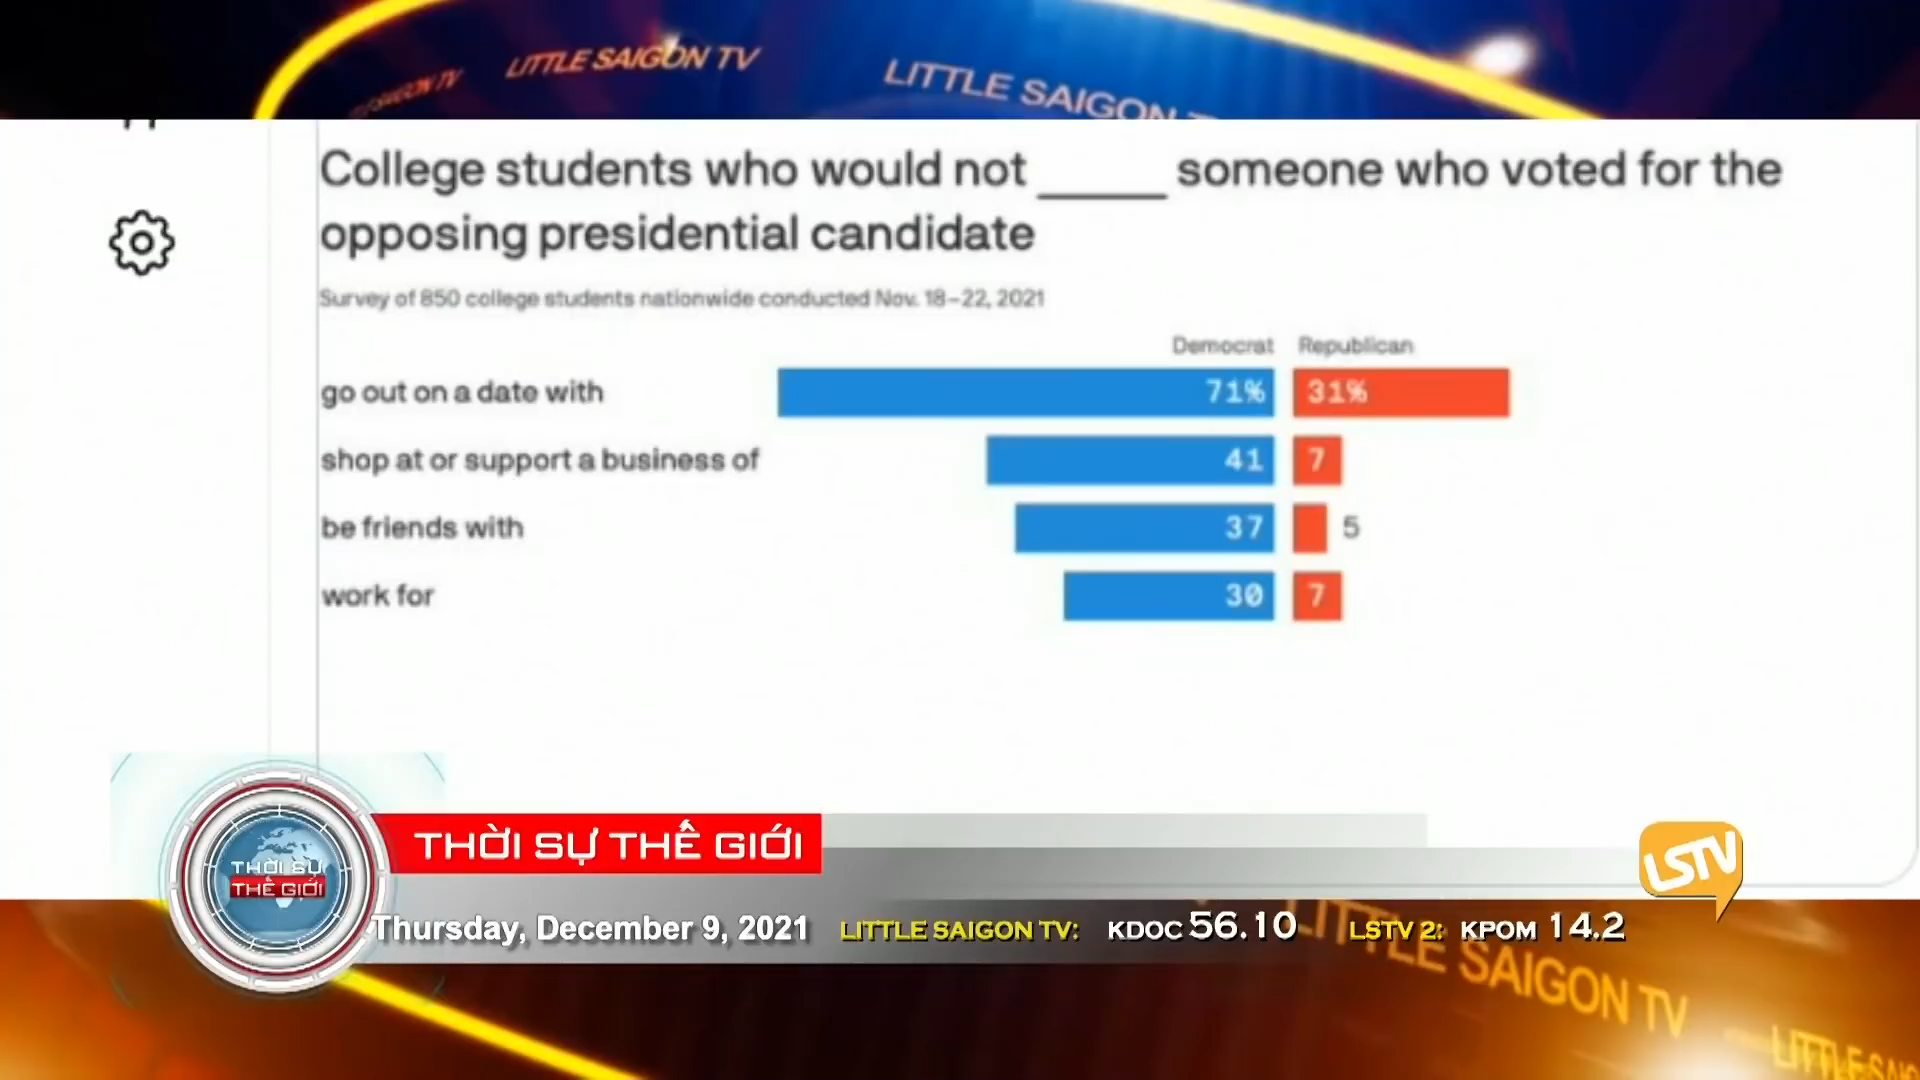 LITTLE SAIGON TV
LITTLE SAIGON TV
College students who would not _____ someone who voted for the
opposing presidential candidate
Survey of 850 college students nationwide conducted Nov. 18–22, 2021
Democrat Republican
go out on a date with 71% 31%
shop at or support a business of 41 7
be friends with 37 5
work for 30 7
THỜI SỰ THẾ GIỚI
THỜI SỰ
THẾ GIỚI
LSTV
Thursday, December 9, 2021 LITTLE SAIGON TV: KDOC 56.10 LSTV 2: KPOM 14.2
LITTLE SAIGON TV